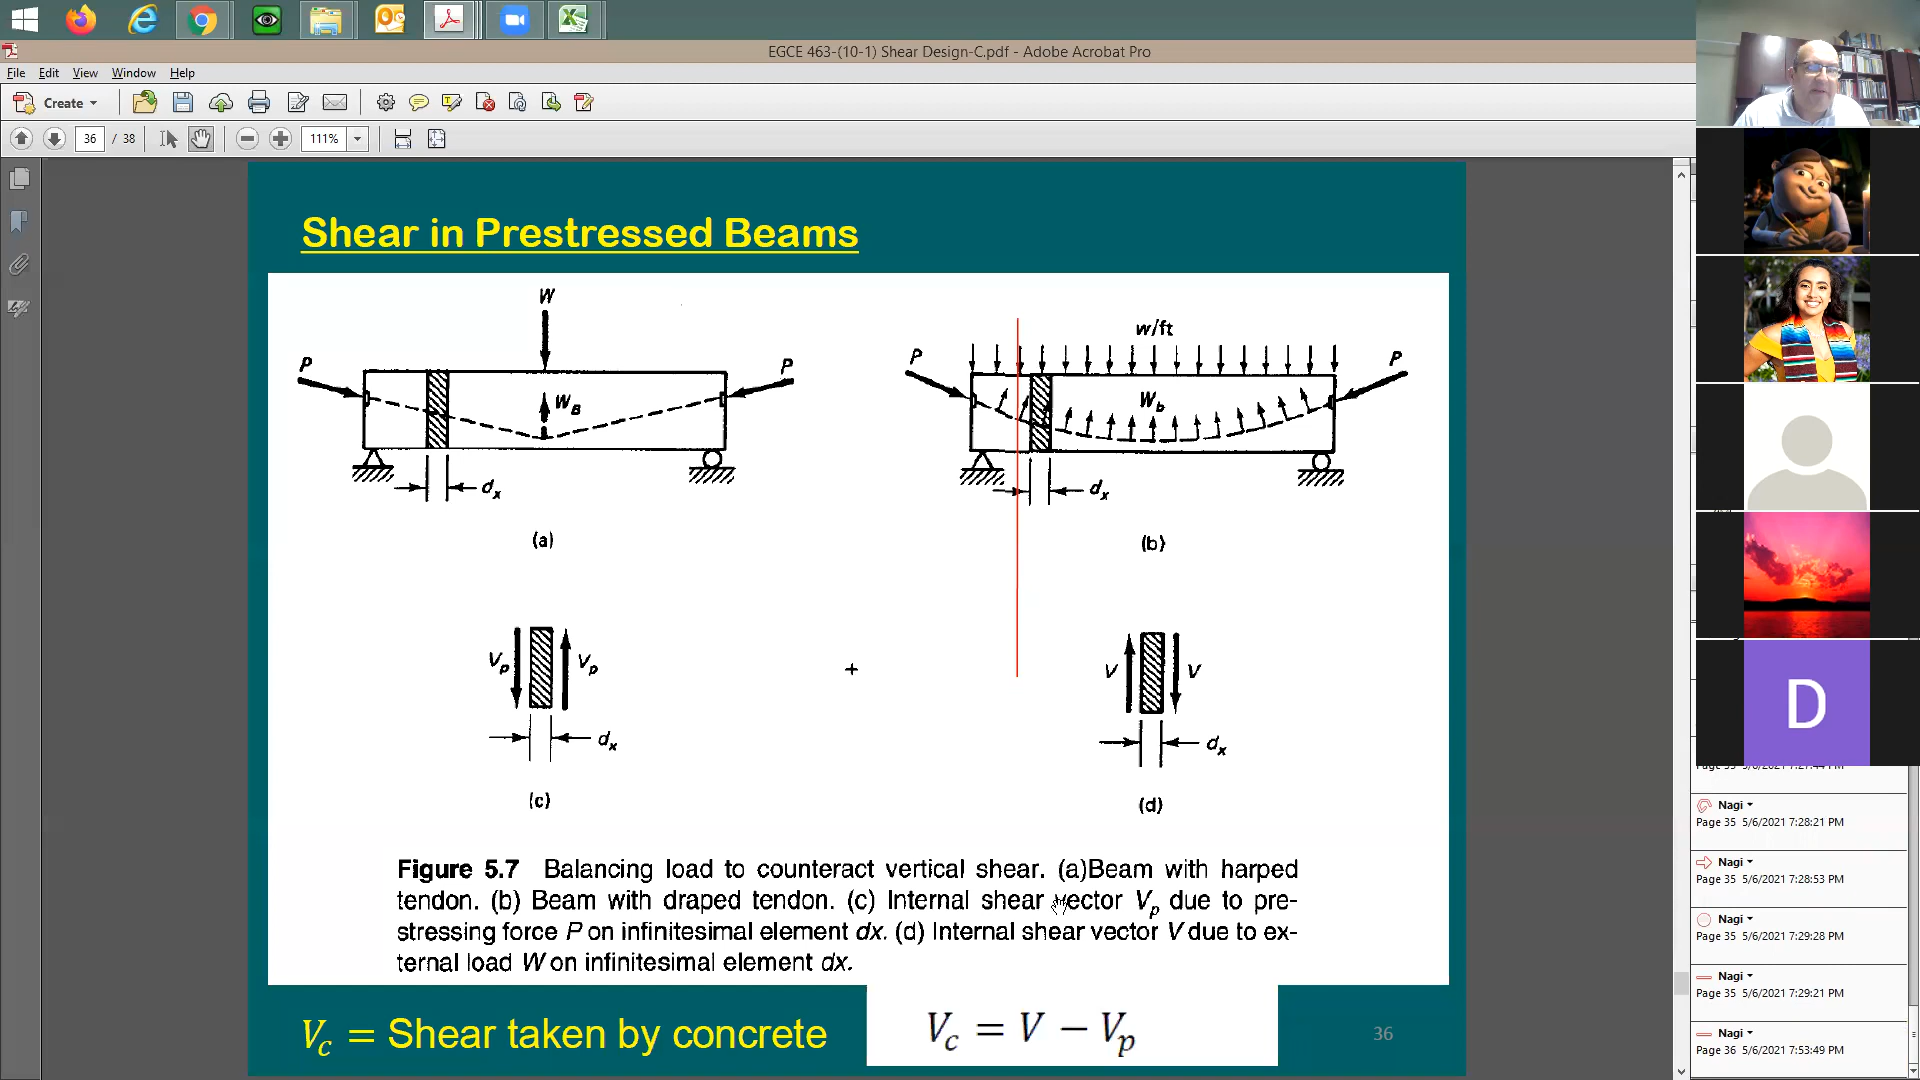 EGCE 463-(10-1) Shear Design-C.pdf - Adobe Acrobat Pro
File Edit View Window Help
Create
36 / 38 111%
Shear in Prestressed Beams
W
P
P
W_B
d_x
(a)
w/ft
P
P
W_b
d_x
(b)
V_p
V_p
d_x
(c)
+
V
V
d_x
(d)
Figure 5.7 Balancing load to counteract vertical shear. (a)Beam with harped
tendon. (b) Beam with draped tendon. (c) Internal shear vector V_p due to pre-
stressing force P on infinitesimal element dx. (d) Internal shear vector V due to ex-
ternal load W on infinitesimal element dx.
V_c = Shear taken by concrete
V_c = V − V_p
36
D
Nagi
Page 35 5/6/2021 7:28:21 PM
Nagi
Page 35 5/6/2021 7:28:53 PM
Nagi
Page 35 5/6/2021 7:29:28 PM
Nagi
Page 35 5/6/2021 7:29:21 PM
Nagi
Page 36 5/6/2021 7:53:49 PM